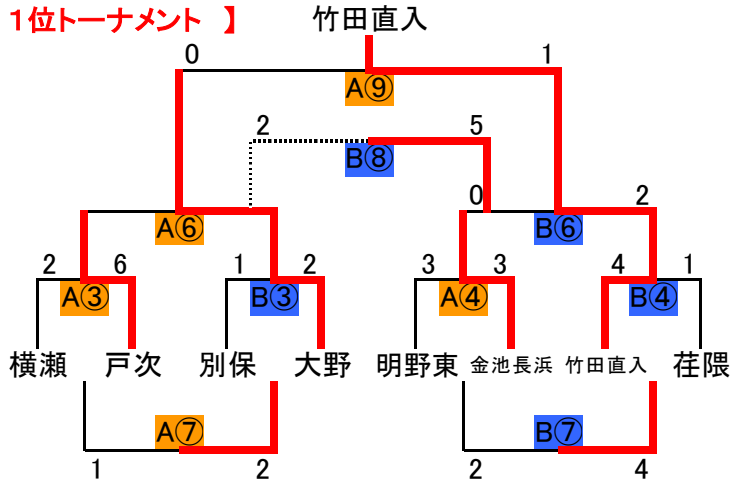 1位トーナメント 】
竹田直入
0 1
A⑨
2 5
B⑧
0 2
A⑥ B⑥
2 6 1 2 3 3 4 1
A③ B③ A④ B④
横瀬 戸次 別保 大野 明野東 金池長浜 竹田直入 荏隈
A⑦ B⑦
1 2 2 4